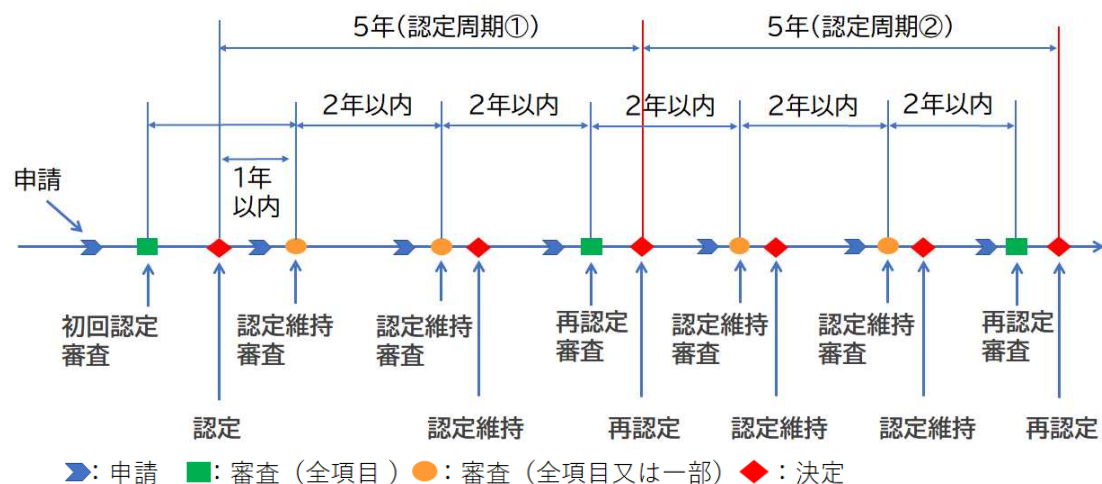 5年(認定周期①)
5年(認定周期②)
2年以内
2年以内
2年以内
2年以内
2年以内
申請
1年
以内
初回認定
審査
認定維持
審査
認定維持
審査
再認定
審査
認定維持
審査
認定維持
審査
再認定
審査
認定
認定維持
再認定
認定維持
認定維持
再認定
：申請 ：審査（全項目 ）：審査（全項目又は一部） ：決定